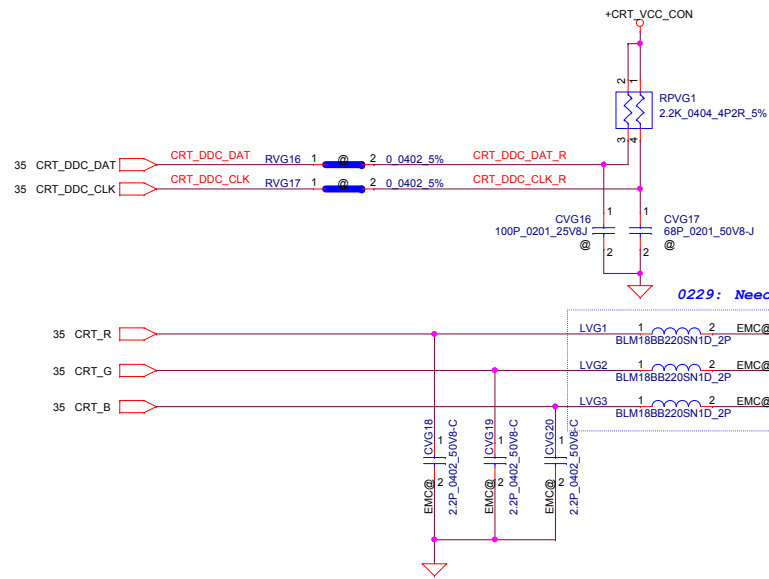 +CRT_VCC_CON
2 1
RPVG1
2.2K_0404_4P2R_5%
3 4
35 CRT_DDC_DAT CRT_DDC_DAT RVG16 1 @ 2 0_0402_5% CRT_DDC_DAT_R
35 CRT_DDC_CLK CRT_DDC_CLK RVG17 1 @ 2 0_0402_5% CRT_DDC_CLK_R
CVG16 1 1 CVG17
100P_0201_25V8J 68P_0201_50V8-J
@ 2 2 @
0229: Need
35 CRT_R LVG1 1 2 EMC@
BLM18BB220SN1D_2P
35 CRT_G LVG2 1 2 EMC@
BLM18BB220SN1D_2P
35 CRT_B LVG3 1 2 EMC@
BLM18BB220SN1D_2P
CVG18 1 2 EMC@ 2.2P_0402_50V8-C
CVG19 1 2 EMC@ 2.2P_0402_50V8-C
CVG20 1 2 EMC@ 2.2P_0402_50V8-C